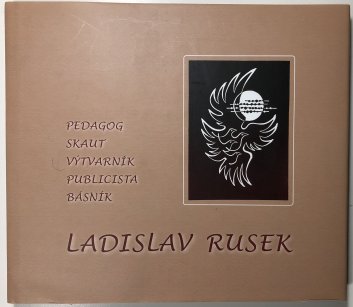 PEDAGOG
SKAUT
VÝTVARNÍK
PUBLICISTA
BÁSNÍK
LADISLAV RUSEK